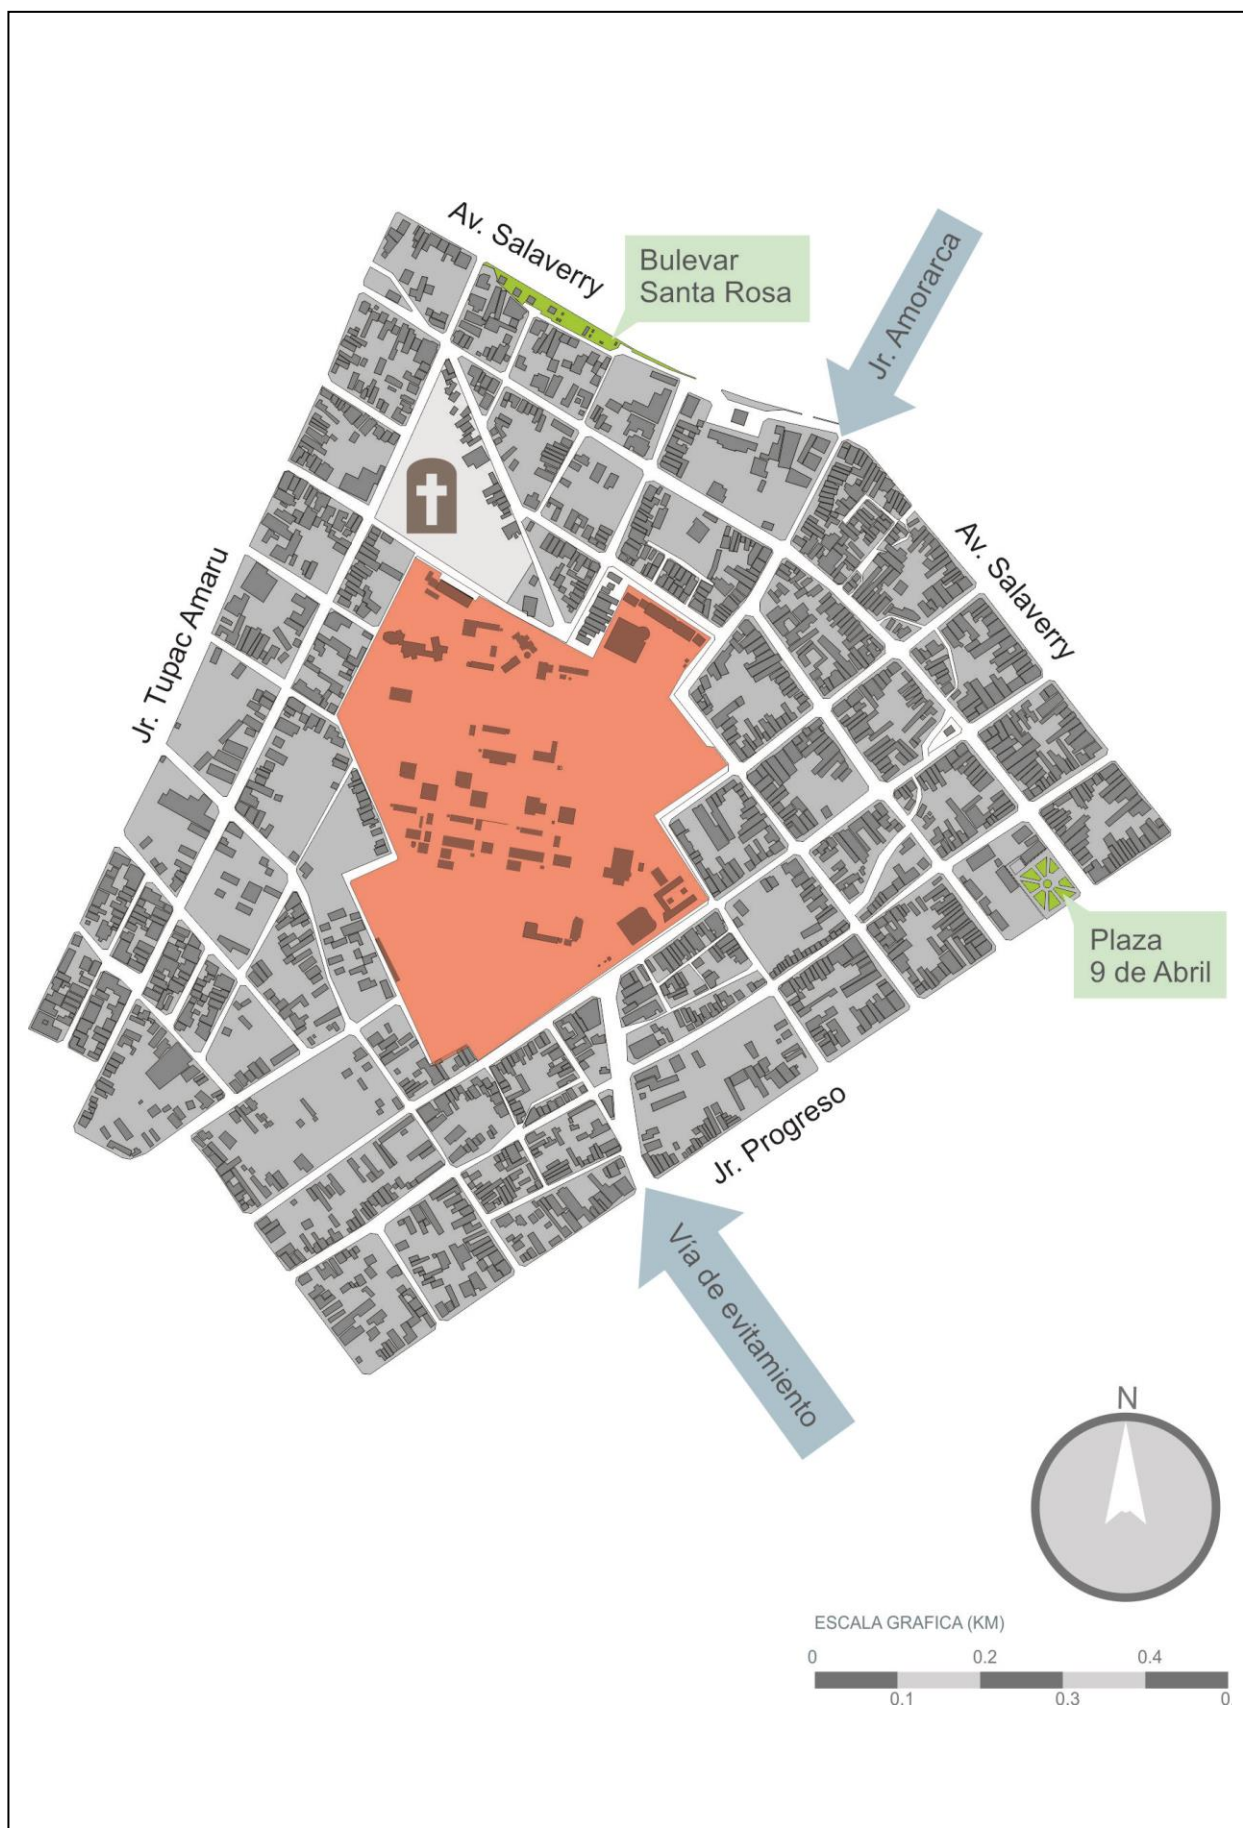 Av. Salaverry
Bulevar
Santa Rosa
Jr. Amorarca
Av. Salaverry
Jr. Tupac Amaru
Plaza
9 de Abril
Jr. Progreso
Vía de evitamiento
N
ESCALA GRAFICA (KM)
0 0.2 0.4
0.1 0.3 0